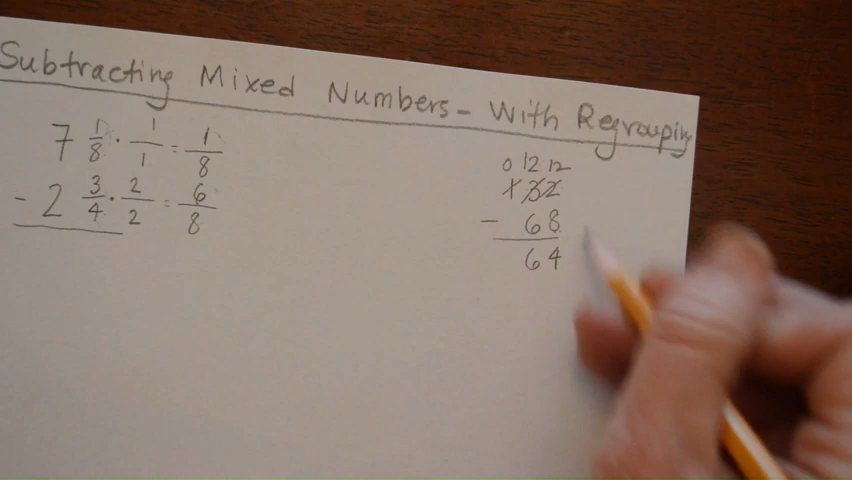 Subtracting Mixed Numbers - With Regrouping
7 1/8 · 1/1 = 1/8
- 2 3/4 · 2/2 = 6/8
0 12 12
132
- 68
64